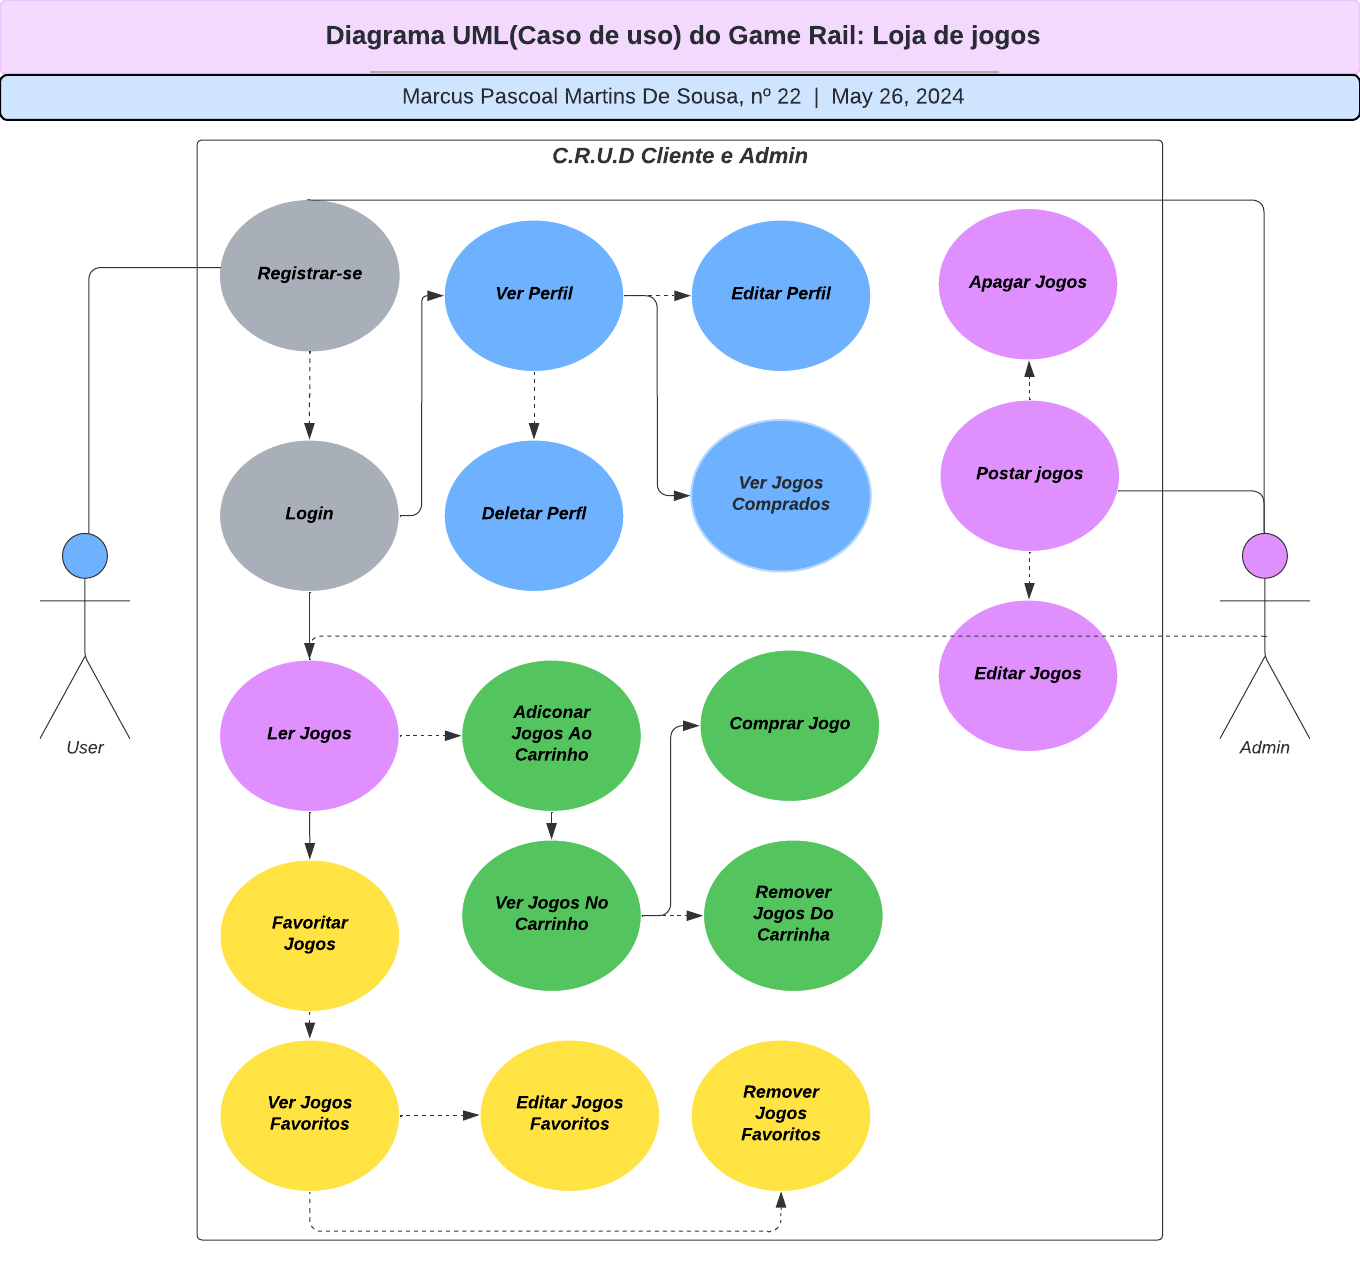 Diagrama UML(Caso de uso) do Game Rail: Loja de jogos
Marcus Pascoal Martins De Sousa, nº 22 | May 26, 2024
C.R.U.D Cliente e Admin
Registrar-se
Ver Perfil
Editar Perfil
Apagar Jogos
Login
Deletar Perfl
Ver Jogos
Comprados
Postar jogos
Ler Jogos
Adiconar
Jogos Ao
Carrinho
Comprar Jogo
Editar Jogos
User
Admin
Favoritar
Jogos
Ver Jogos No
Carrinho
Remover
Jogos Do
Carrinha
Ver Jogos
Favoritos
Editar Jogos
Favoritos
Remover
Jogos
Favoritos